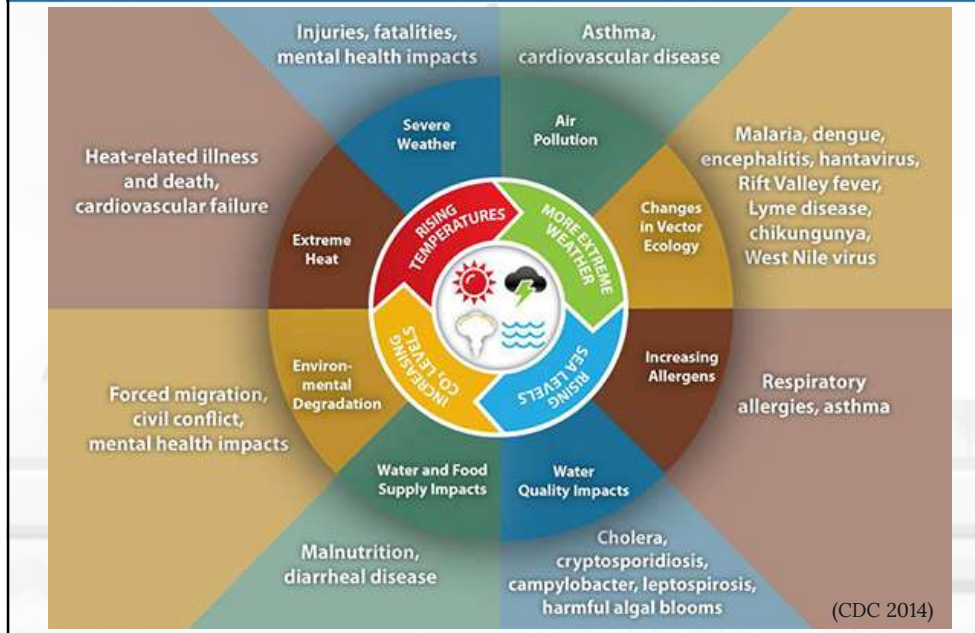 Injuries, fatalities,
mental health impacts
Asthma,
cardiovascular disease
Severe
Weather
Air
Pollution
Heat-related illness
and death,
cardiovascular failure
Malaria, dengue,
encephalitis, hantavirus,
Rift Valley fever,
Lyme disease,
chikungunya,
West Nile virus
Extreme
Heat
RISING
TEMPERATURES
MORE EXTREME
WEATHER
Changes
in Vector
Ecology
Environ-
mental
Degradation
INCREASING
CO₂ LEVELS
RISING
SEA LEVELS
Increasing
Allergens
Forced migration,
civil conflict,
mental health impacts
Respiratory
allergies, asthma
Water and Food
Supply Impacts
Water
Quality Impacts
Malnutrition,
diarrheal disease
Cholera,
cryptosporidiosis,
campylobacter, leptospirosis,
harmful algal blooms
(CDC 2014)